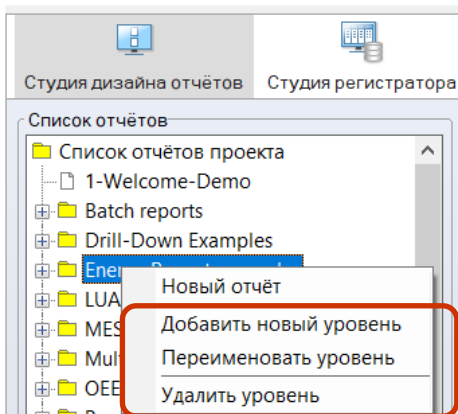 Студия дизайна отчётов
Студия регистратора
Список отчётов
Список отчётов проекта
1-Welcome-Demo
Batch reports
Drill-Down Examples
Новый отчёт
LUA
Добавить новый уровень
MES
Переименовать уровень
Mult
OEE
Удалить уровень